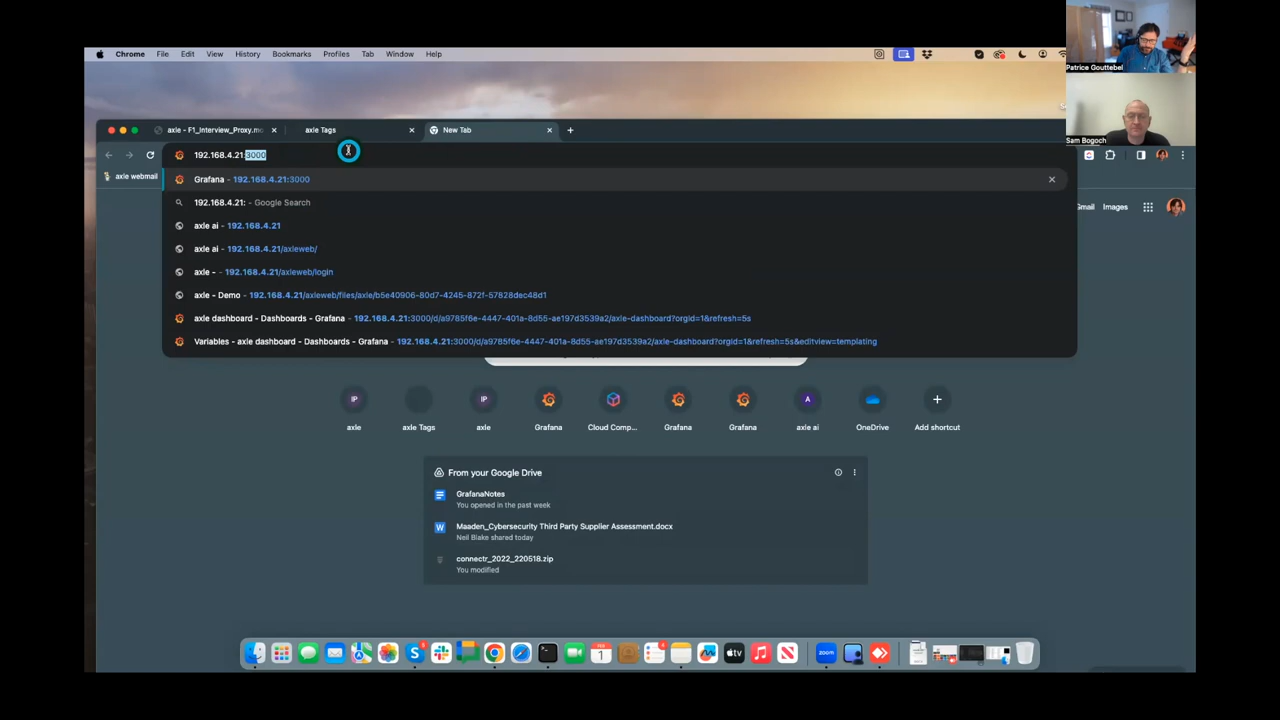 Chrome File Edit View History Bookmarks Profiles Tab Window Help
Patrice Gouttebel
Sam Bogoch
axle - F1_Interview_Proxy.mo
axle Tags
New Tab
192.168.4.21:3000
axle webmail
Grafana - 192.168.4.21:3000
192.168.4.21: - Google Search
axle ai - 192.168.4.21
axle ai - 192.168.4.21/axleweb/
axle - - 192.168.4.21/axleweb/login
axle - Demo - 192.168.4.21/axleweb/files/axle/b5e40906-80d7-4245-872f-57828dec48d1
axle dashboard - Dashboards - Grafana - 192.168.4.21:3000/d/a9785f6e-4447-401a-8d55-ae197d3539a2/axle-dashboard?orgId=1&refresh=5s
Variables - axle dashboard - Dashboards - Grafana - 192.168.4.21:3000/d/a9785f6e-4447-401a-8d55-ae197d3539a2/axle-dashboard?orgId=1&refresh=5s&editview=templating
Gmail Images
IP IP A
axle axle Tags axle Grafana Cloud Comp... Grafana Grafana axle ai OneDrive Add shortcut
From your Google Drive
GrafanaNotes
You opened in the past week
Maaden_Cybersecurity Third Party Supplier Assessment.docx
Neil Blake shared today
connectr_2022_220518.zip
You modified
zoom
tv
1